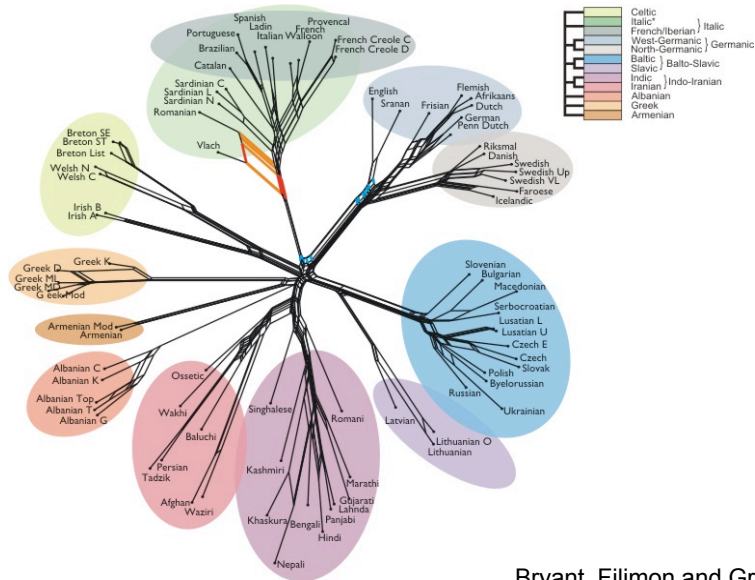 Celtic
Italic*
French/Iberian
} Italic
West-Germanic
North-Germanic
} Germanic
Baltic
Slavic
} Balto-Slavic
Indic
Iranian
} Indo-Iranian
Albanian
Greek
Armenian
Spanish
Ladin
Portuguese
Italian
Walloon
French
Provencal
Brazilian
French Creole C
French Creole D
Catalan
Sardinian C
Sardinian L
Sardinian N
Romanian
Vlach
English
Sranan
Frisian
Flemish
Afrikaans
Dutch
German
Penn Dutch
Riksmal
Danish
Swedish
Swedish Up
Swedish VL
Faroese
Icelandic
Breton SE
Breton ST
Breton List
Welsh N
Welsh C
Irish B
Irish A
Greek K
Greek D
Greek ML
Greek MD
Greek Mod
Armenian Mod
Armenian
Albanian C
Albanian K
Albanian Top
Albanian T
Albanian G
Ossetic
Wakhi
Baluchi
Persian
Tadzik
Afghan
Waziri
Singhalese
Romani
Kashmiri
Marathi
Gujarati
Lahnda
Panjabi
Khaskura
Bengali
Hindi
Nepali
Latvian
Lithuanian O
Lithuanian
Slovenian
Bulgarian
Macedonian
Serbocroatian
Lusatian L
Lusatian U
Czech E
Czech
Slovak
Polish
Byelorussian
Russian
Ukrainian
Bryant, Filimon and Gr